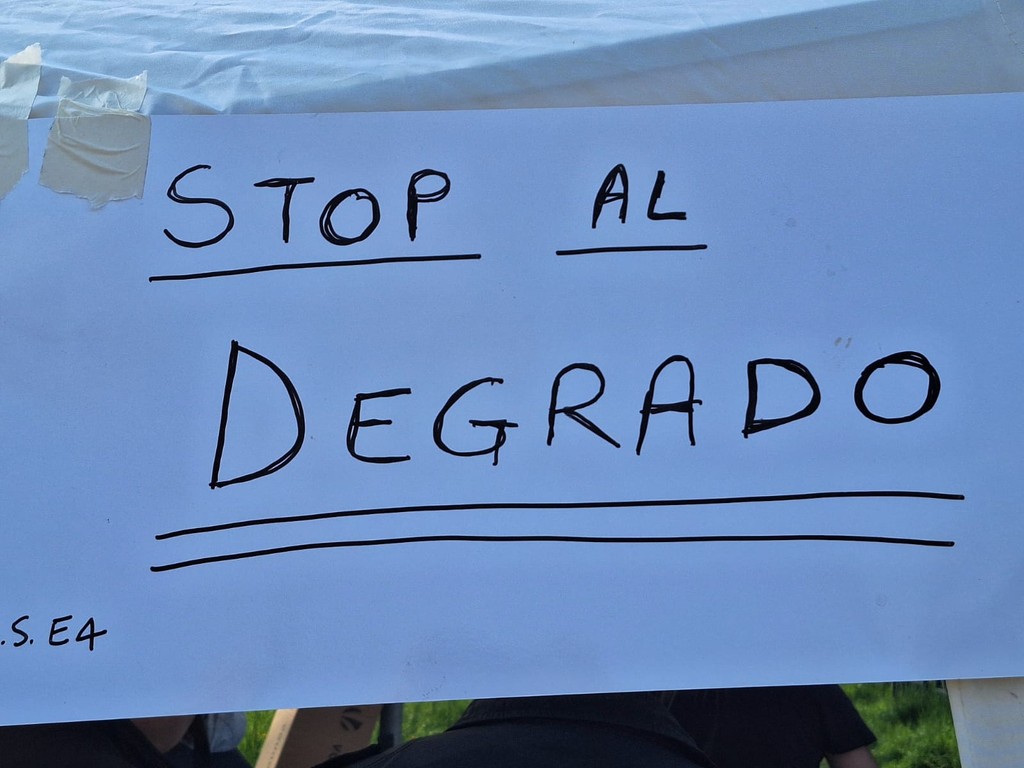 STOP AL
DEGRADO
.S. E4